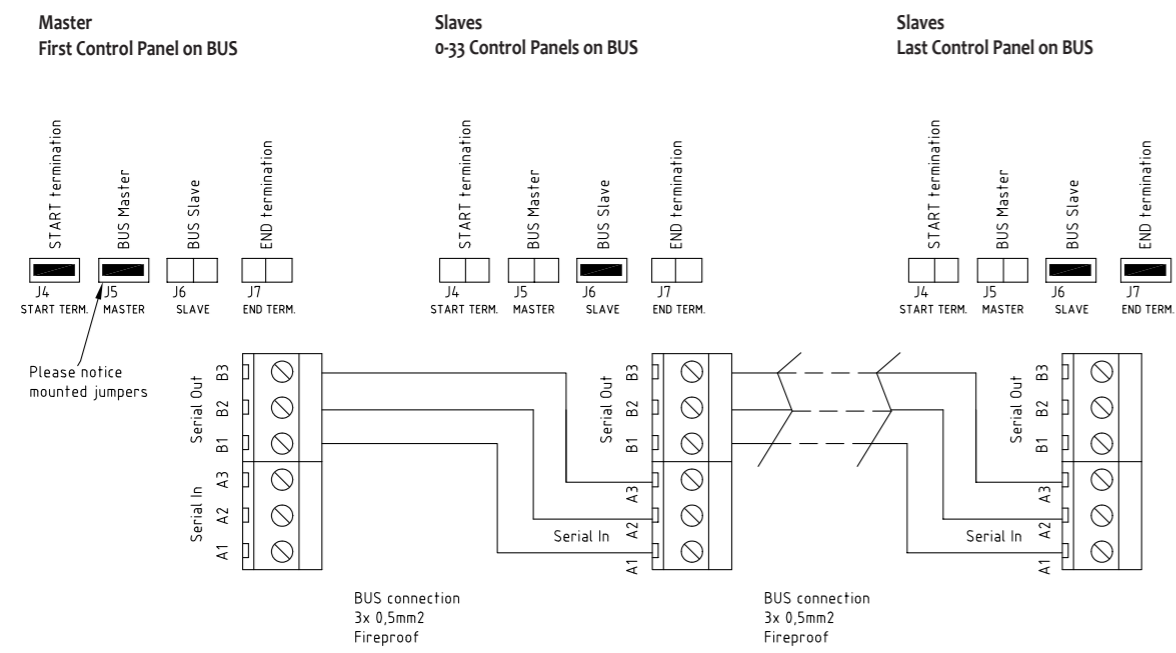 Master
First Control Panel on BUS
Slaves
0-33 Control Panels on BUS
Slaves
Last Control Panel on BUS
START termination
BUS Master
BUS Slave
END termination
START termination
BUS Master
BUS Slave
END termination
START termination
BUS Master
BUS Slave
END termination
J4
J5
J6
J7
START TERM.
MASTER
SLAVE
END TERM.
J4
J5
J6
J7
START TERM.
MASTER
SLAVE
END TERM.
J4
J5
J6
J7
START TERM.
MASTER
SLAVE
END TERM.
Please notice
mounted jumpers
Serial Out
B3
B2
B1
Serial In
A3
A2
A1
Serial Out
B3
B2
B1
Serial In
A3
A2
A1
Serial Out
B3
B2
B1
Serial In
A3
A2
A1
BUS connection
3x 0,5mm2
Fireproof
BUS connection
3x 0,5mm2
Fireproof